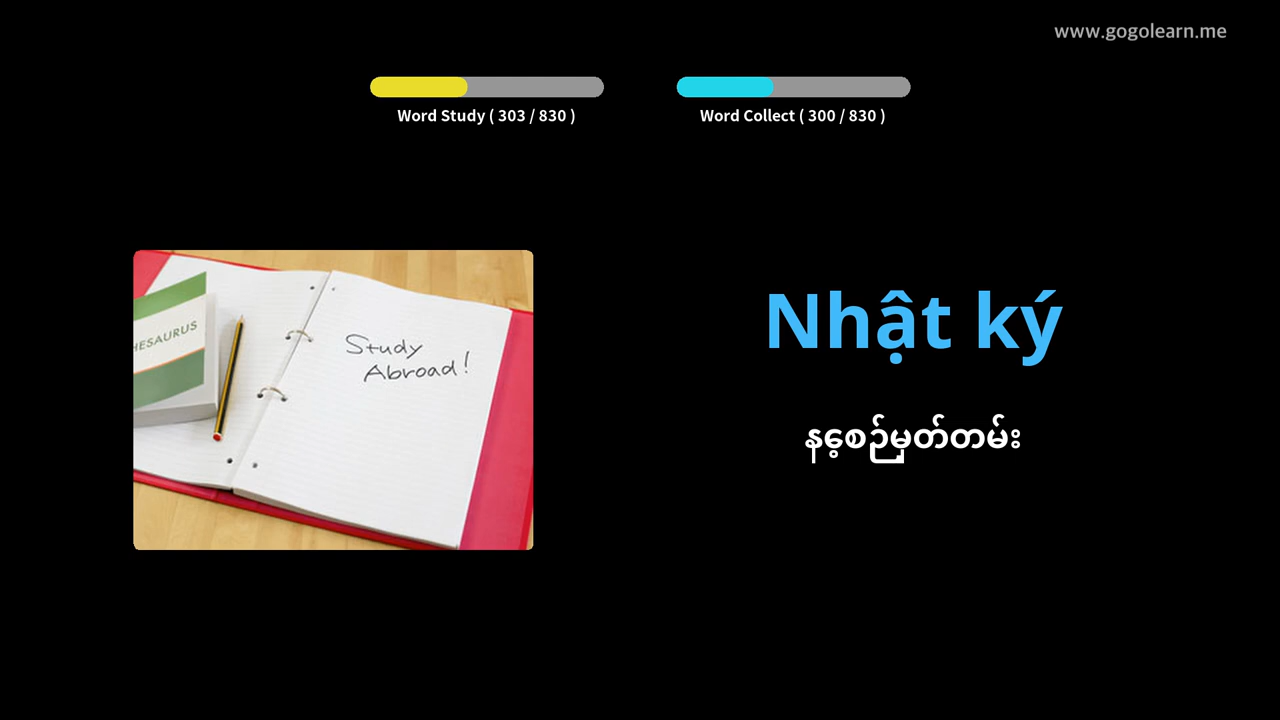 www.gogolearn.me
Word Study ( 303 / 830 )
Word Collect ( 300 / 830 )
HESAURUS
Study
Abroad!
Nhật ký
နေ့စဉ်မှတ်တမ်း